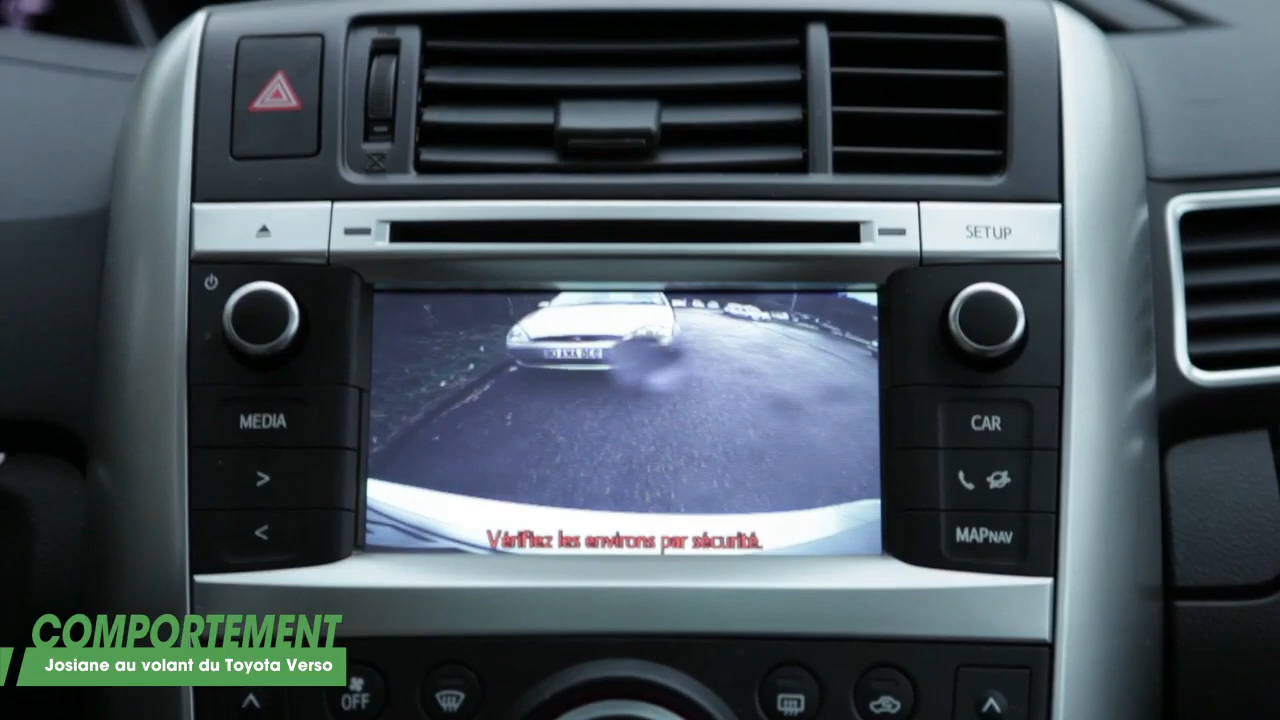 SETUP
MEDIA
CAR
>
<
MAPNAV
Vérifiez les environs par sécurité.
COMPORTEMENT
Josiane au volant du Toyota Verso
OFF